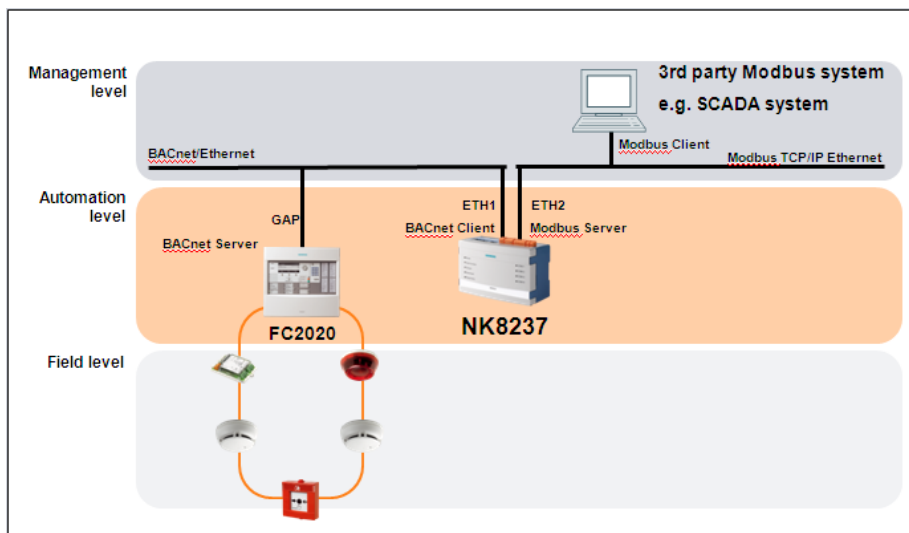 Management
level
3rd party Modbus system
e.g. SCADA system
Modbus Client
BACnet/Ethernet
Modbus TCP/IP Ethernet
Automation
level
GAP
BACnet Server
ETH1
BACnet Client
ETH2
Modbus Server
FC2020
NK8237
Field level